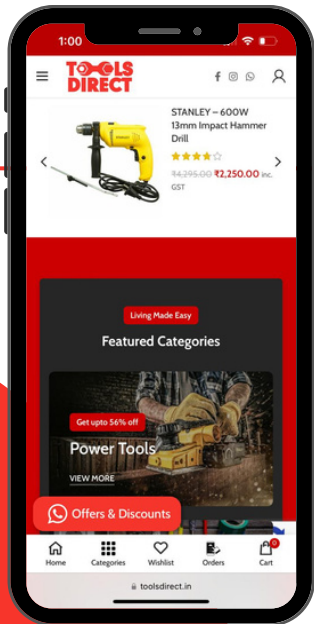 1:00
TOOLS
DIRECT
STANLEY – 600W
13mm Impact Hammer
Drill
₹4,295.00 ₹2,250.00 inc.
GST
Living Made Easy
Featured Categories
Get upto 56% off
Power Tools
VIEW MORE
Offers & Discounts
Home
Categories
Wishlist
Orders
0
Cart
toolsdirect.in